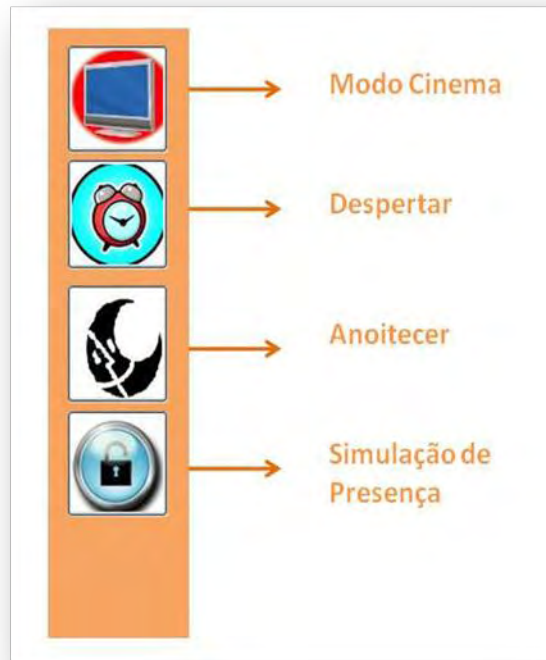 Modo Cinema
Despertar
Anoitecer
Simulação de
Presença